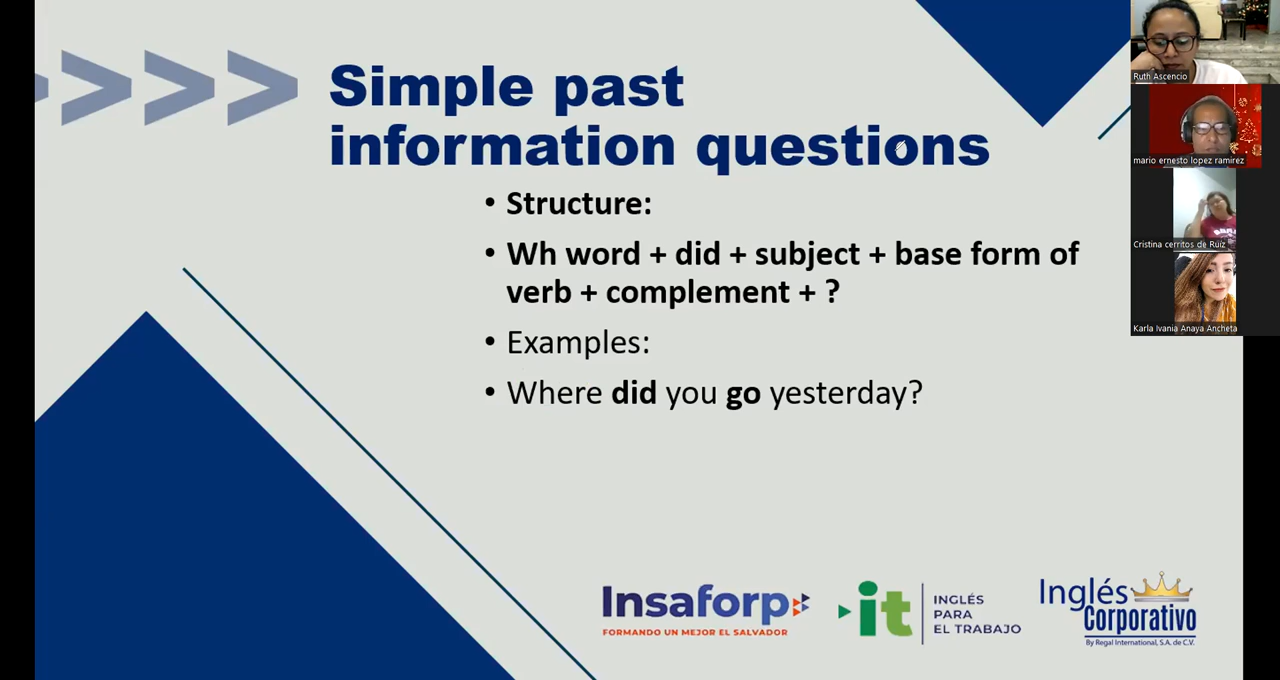 Simple past
information questions
• Structure:
• Wh word + did + subject + base form of
verb + complement + ?
• Examples:
• Where did you go yesterday?
Insaforp
FORMANDO UN MEJOR EL SALVADOR
it
INGLÉS
PARA
EL TRABAJO
Inglés
Corporativo
By Regal International, S.A. de C.V.
Ruth Ascencio
mario ernesto lopez ramirez
Cristina cerritos de Ruiz
Karla Ivania Anaya Ancheta